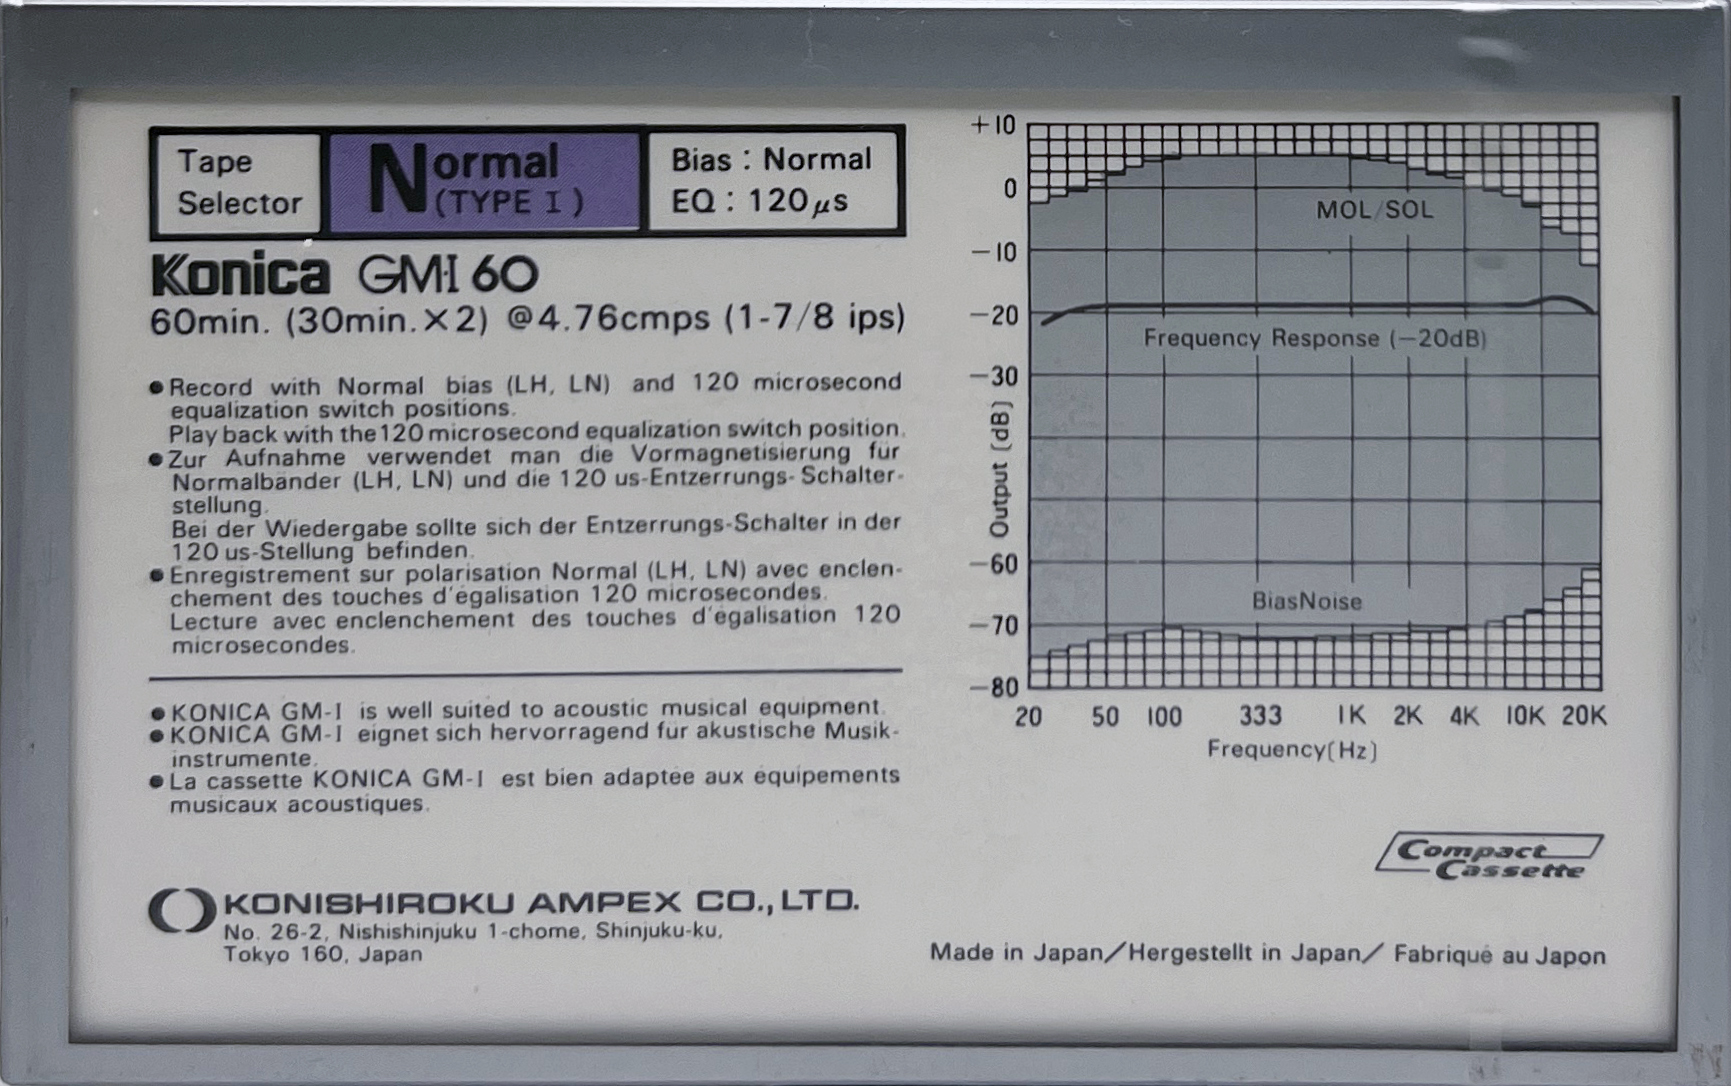 Tape
Selector
Normal
(TYPE I)
Bias : Normal
EQ : 120μs
Konica GM-I 60
60min. (30min.×2) @4.76cmps (1-7/8 ips)
●Record with Normal bias (LH, LN) and 120 microsecond
equalization switch positions.
Play back with the 120 microsecond equalization switch position.
●Zur Aufnahme verwendet man die Vormagnetisierung für
Normalbänder (LH, LN) und die 120 us-Entzerrungs-Schalter-
stellung.
Bei der Wiedergabe sollte sich der Entzerrungs-Schalter in der
120 us-Stellung befinden.
●Enregistrement sur polarisation Normal (LH, LN) avec enclen-
chement des touches d'égalisation 120 microsecondes.
Lecture avec enclenchement des touches d'égalisation 120
microsecondes.
●KONICA GM-I is well suited to acoustic musical equipment.
●KONICA GM-I eignet sich hervorragend für akustische Musik-
instrumente.
●La cassette KONICA GM-I est bien adaptée aux équipements
musicaux acoustiques.
KONISHIROKU AMPEX CO., LTD.
No. 26-2, Nishishinjuku 1-chome, Shinjuku-ku,
Tokyo 160, Japan
+10
0
−10
−20
−30
−60
−70
−80
Output (dB)
MOL/SOL
Frequency Response (−20dB)
BiasNoise
20 50 100 333 1K 2K 4K 10K 20K
Frequency(Hz)
Compact
Cassette
Made in Japan/Hergestellt in Japan/ Fabriqué au Japon